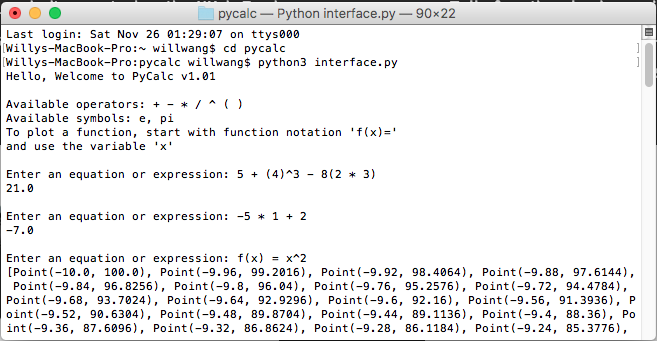 pycalc — Python interface.py — 90×22
Last login: Sat Nov 26 01:29:07 on ttys000
[Willys-MacBook-Pro:~ willwang$ cd pycalc ]
[Willys-MacBook-Pro:pycalc willwang$ python3 interface.py ]
Hello, Welcome to PyCalc v1.01
Available operators: + - * / ^ ( )
Available symbols: e, pi
To plot a function, start with function notation 'f(x)='
and use the variable 'x'
Enter an equation or expression: 5 + (4)^3 - 8(2 * 3)
21.0
Enter an equation or expression: -5 * 1 + 2
-7.0
Enter an equation or expression: f(x) = x^2
[Point(-10.0, 100.0), Point(-9.96, 99.2016), Point(-9.92, 98.4064), Point(-9.88, 97.6144),
Point(-9.84, 96.8256), Point(-9.8, 96.04), Point(-9.76, 95.2576), Point(-9.72, 94.4784),
Point(-9.68, 93.7024), Point(-9.64, 92.9296), Point(-9.6, 92.16), Point(-9.56, 91.3936), P
oint(-9.52, 90.6304), Point(-9.48, 89.8704), Point(-9.44, 89.1136), Point(-9.4, 88.36), Po
int(-9.36, 87.6096), Point(-9.32, 86.8624), Point(-9.28, 86.1184), Point(-9.24, 85.3776),